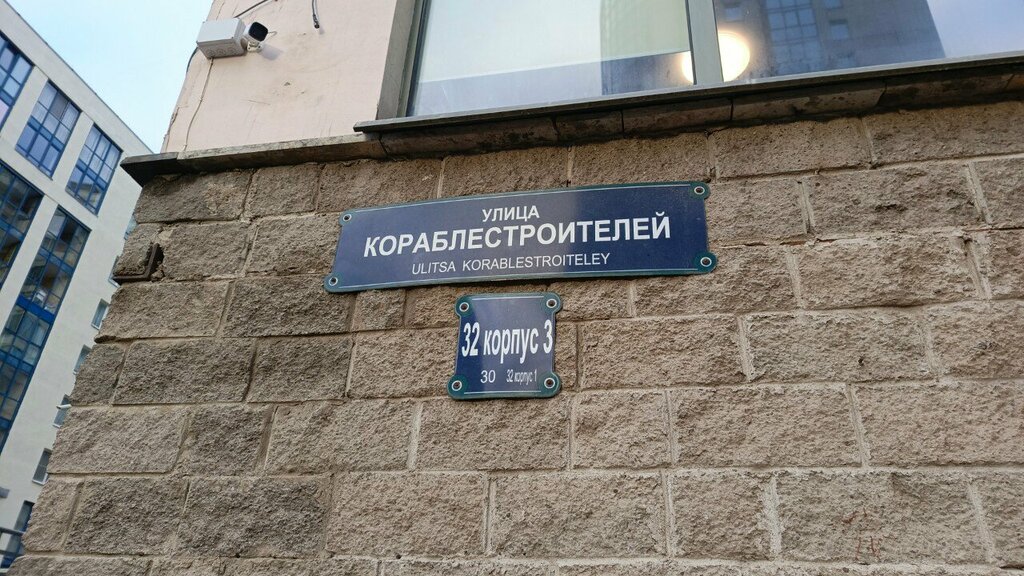 УЛИЦА
КОРАБЛЕСТРОИТЕЛЕЙ
ULITSA KORABLESTROITELEY
32 корпус 3
30 32 корпус 1